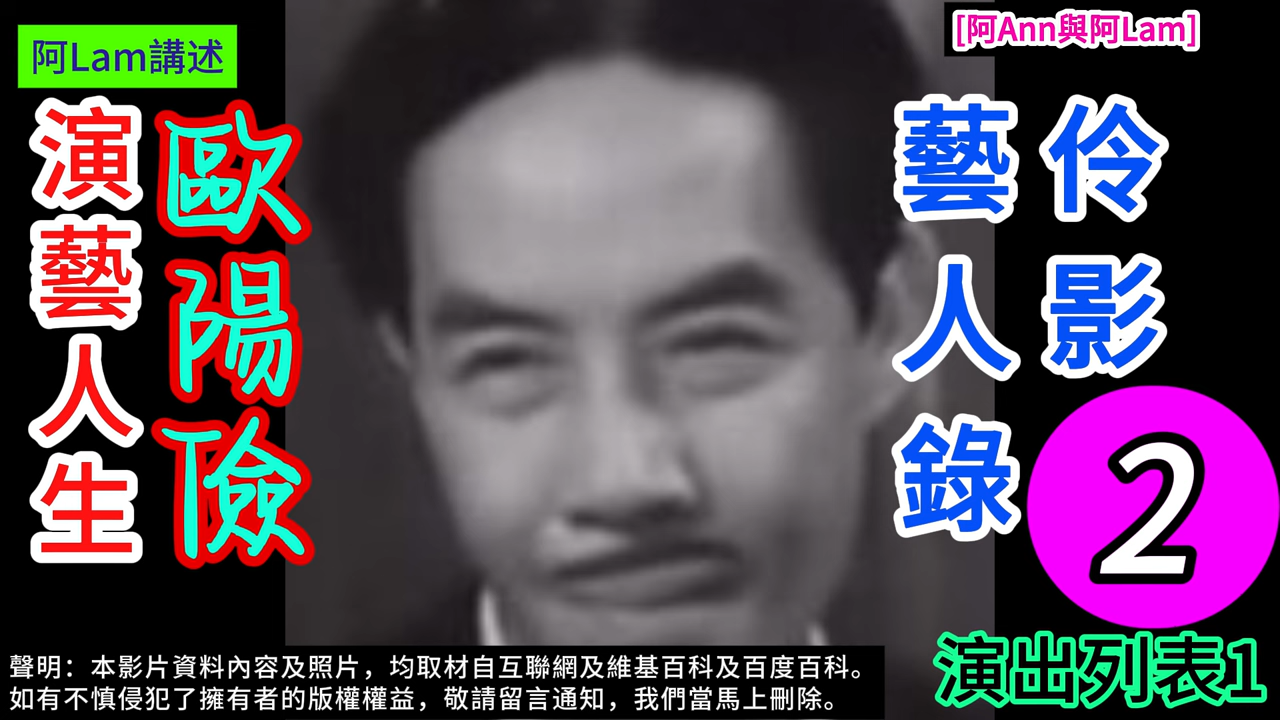 阿Lam講述
[阿Ann與阿Lam]
演藝人生
歐陽儉
伶影
藝人錄
2
演出列表1
聲明：本影片資料內容及照片，均取材自互聯網及維基百科及百度百科。
如有不慎侵犯了擁有者的版權權益，敬請留言通知，我們當馬上刪除。